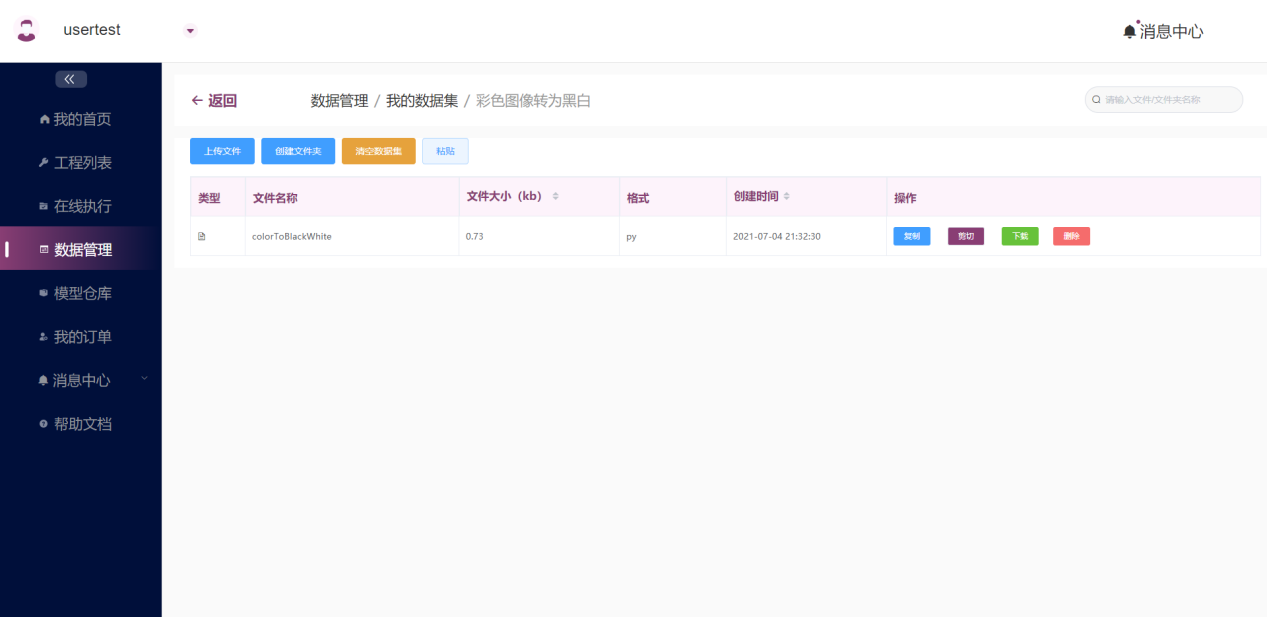 usertest
消息中心
我的首页
工程列表
在线执行
数据管理
模型仓库
我的订单
消息中心
帮助文档
← 返回 数据管理 / 我的数据集 / 彩色图像转为黑白
请输入文件/文件夹名称
上传文件 创建文件夹 清空数据集 粘贴
类型 文件名称 文件大小（kb） 格式 创建时间 操作
colorToBlackWhite 0.73 py 2021-07-04 21:32:30 复制 剪切 下载 删除